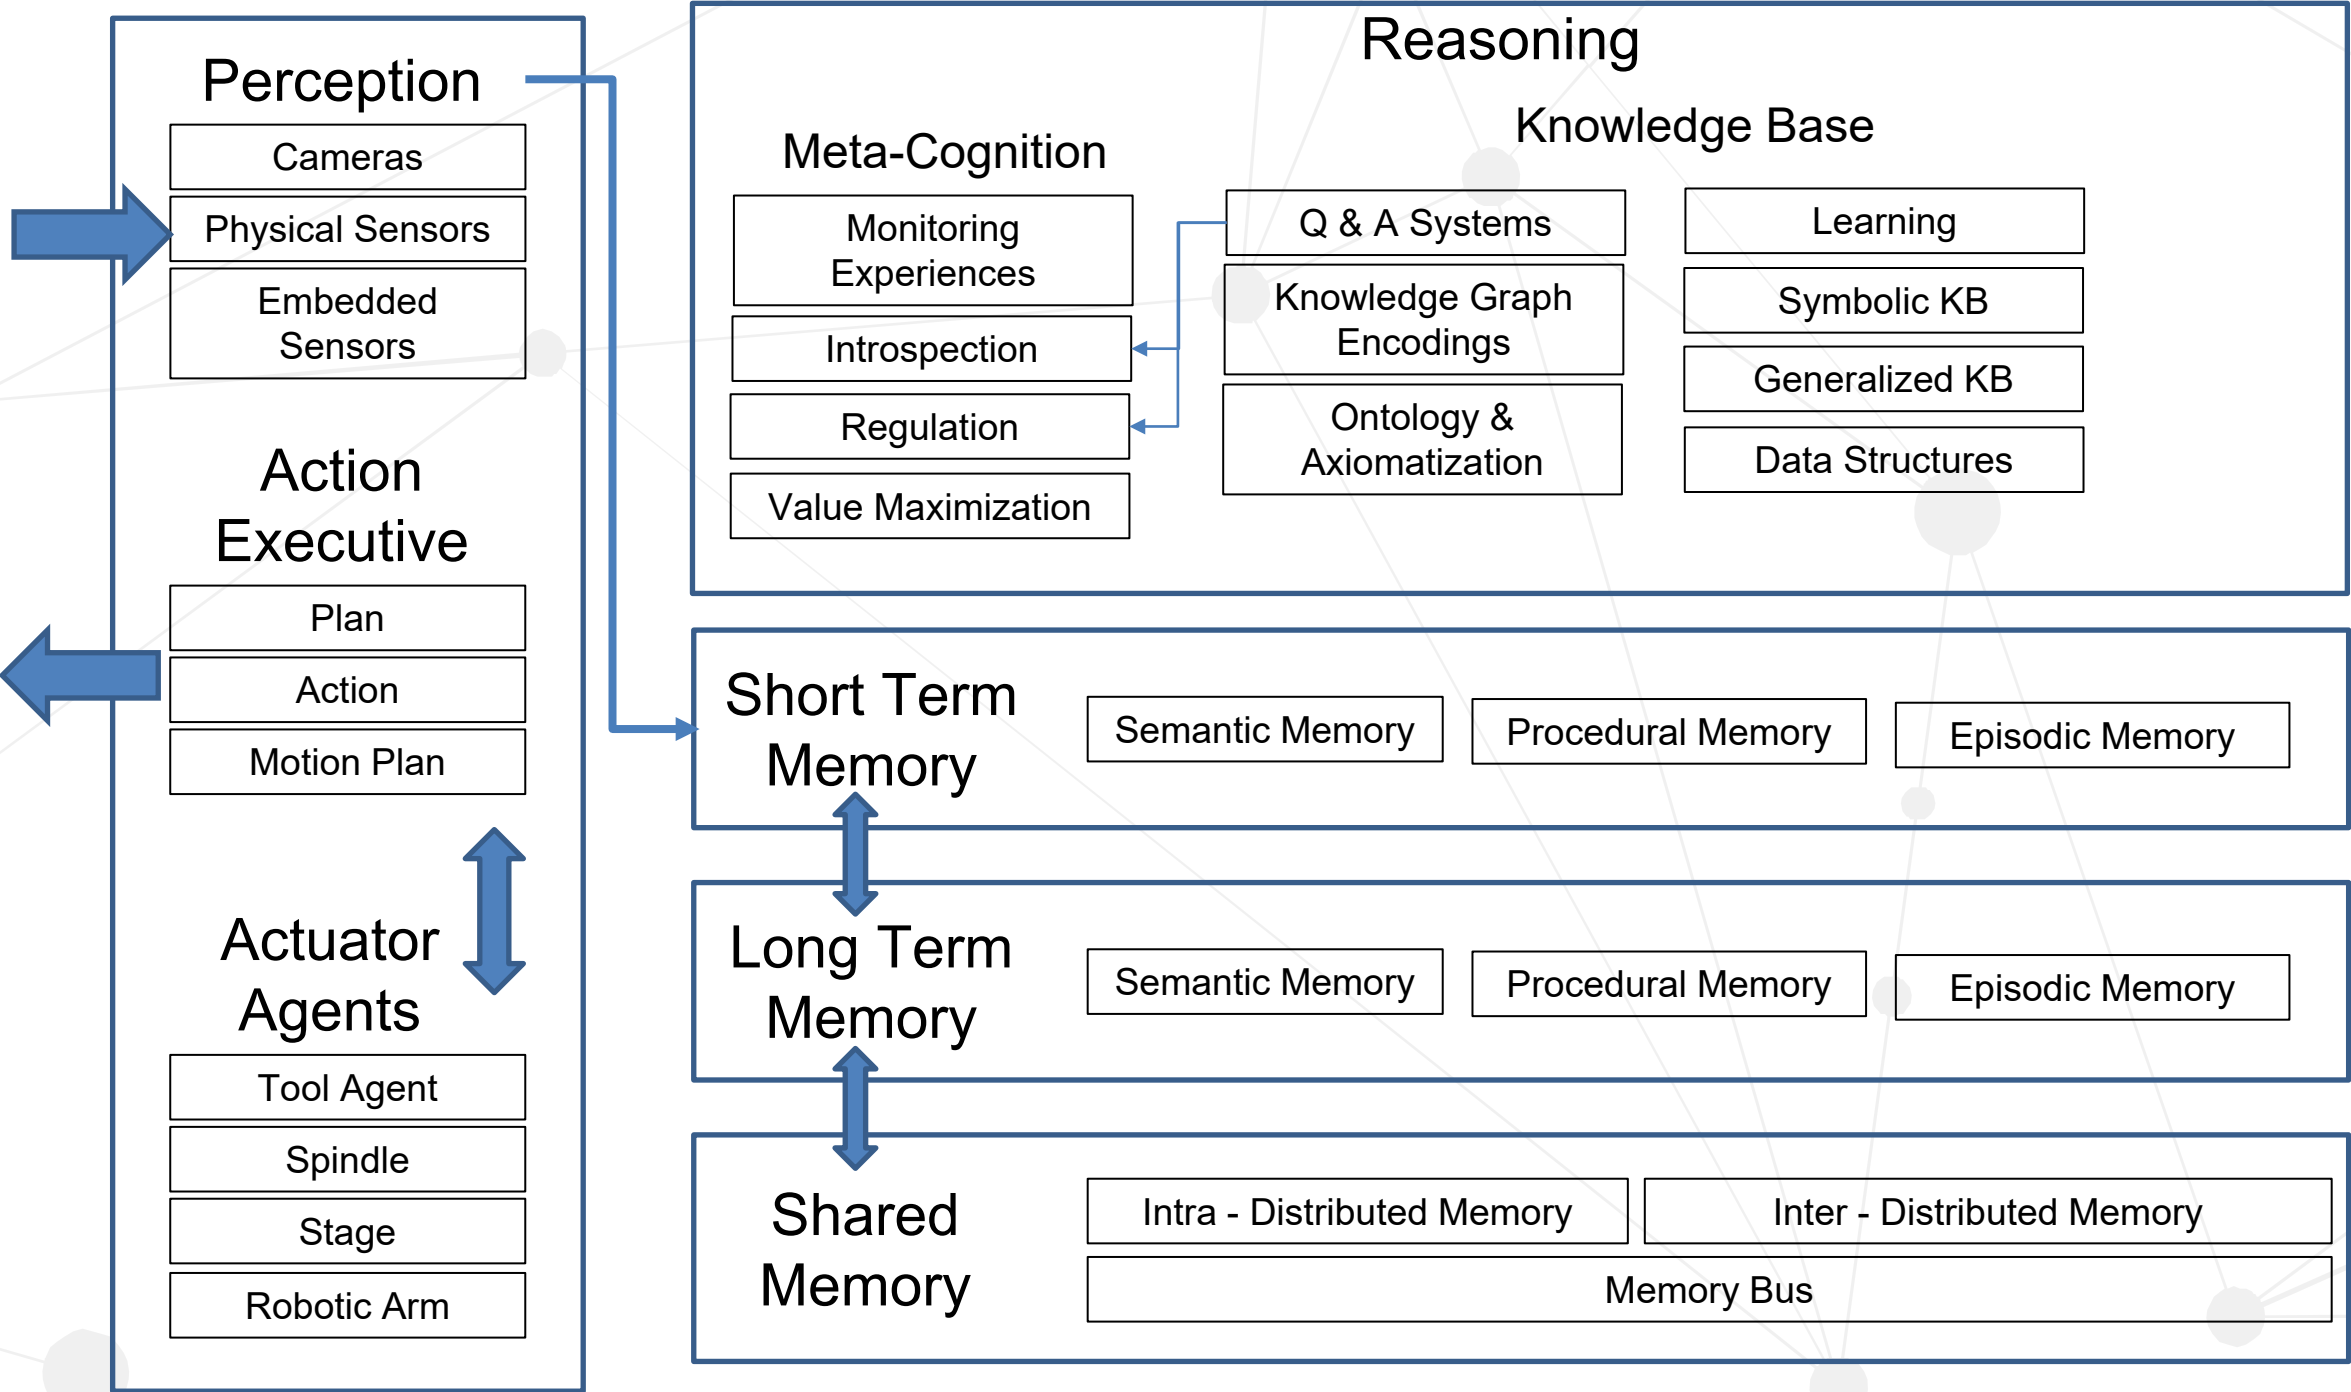 Perception
Cameras
Physical Sensors
Embedded
Sensors
Action
Executive
Plan
Action
Motion Plan
Actuator
Agents
Tool Agent
Spindle
Stage
Robotic Arm
Reasoning
Meta-Cognition
Monitoring
Experiences
Introspection
Regulation
Value Maximization
Knowledge Base
Q & A Systems
Knowledge Graph
Encodings
Ontology &
Axiomatization
Learning
Symbolic KB
Generalized KB
Data Structures
Short Term
Memory
Semantic Memory
Procedural Memory
Episodic Memory
Long Term
Memory
Semantic Memory
Procedural Memory
Episodic Memory
Shared
Memory
Intra - Distributed Memory
Inter - Distributed Memory
Memory Bus